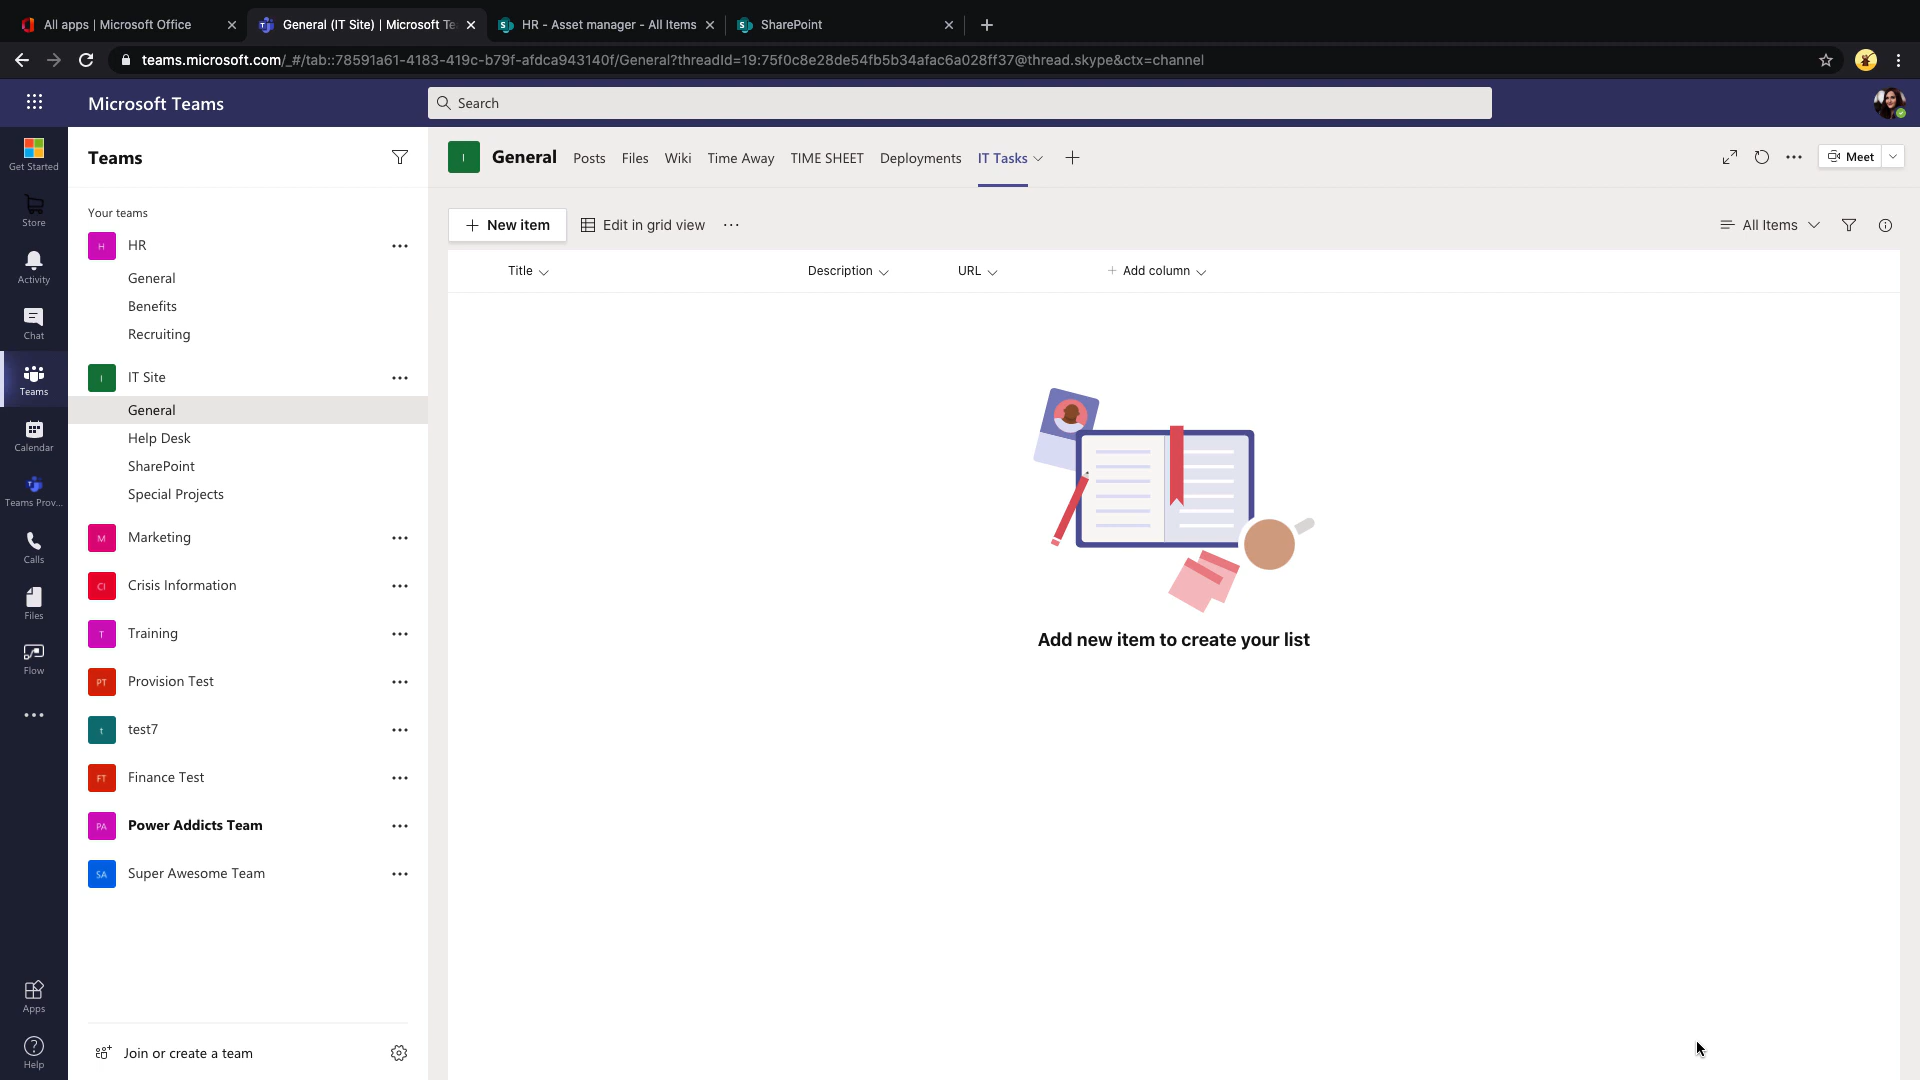 All apps | Microsoft Office
General (IT Site) | Microsoft Te
HR - Asset manager - All Items
SharePoint
teams.microsoft.com/_#/tab::78591a61-4183-419c-b79f-afdca943140f/General?threadId=19:75f0c8e28de54fb5b34afac6a028ff37@thread.skype&ctx=channel
Microsoft Teams
Search
Get Started
Store
Activity
Chat
Teams
Calendar
Teams Prov...
Calls
Files
Flow
Apps
Help
Teams
Your teams
H HR
General
Benefits
Recruiting
I IT Site
General
Help Desk
SharePoint
Special Projects
M Marketing
CI Crisis Information
T Training
PT Provision Test
t test7
FT Finance Test
PA Power Addicts Team
SA Super Awesome Team
Join or create a team
I General Posts Files Wiki Time Away TIME SHEET Deployments IT Tasks
Meet
New item Edit in grid view
All Items
Title Description URL Add column
Add new item to create your list